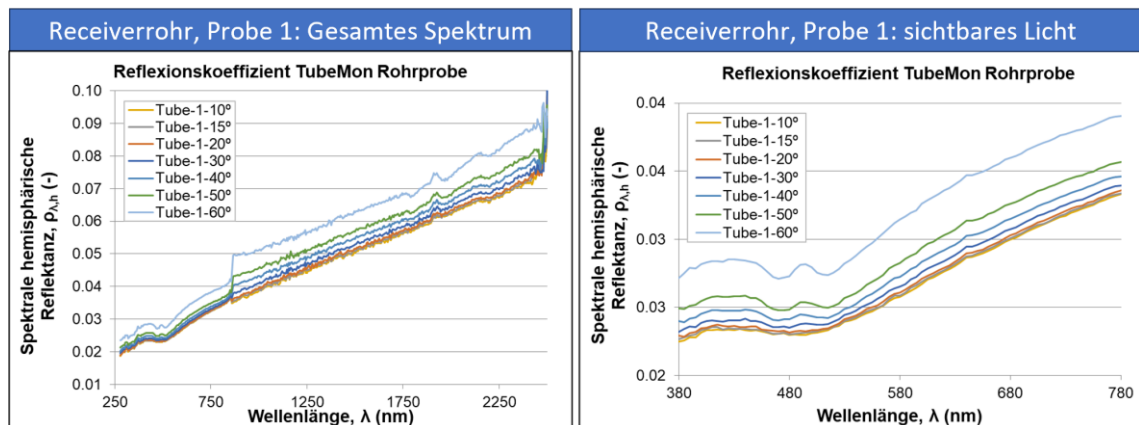 Receiverrohr, Probe 1: Gesamtes Spektrum
Reflexionskoeffizient TubeMon Rohrprobe
Spektrale hemisphärische
Reflektanz, ρλ,h (-)
0.10
0.09
0.08
0.07
0.06
0.05
0.04
0.03
0.02
0.01
Tube-1-10º
Tube-1-15º
Tube-1-20º
Tube-1-30º
Tube-1-40º
Tube-1-50º
Tube-1-60º
250 750 1250 1750 2250
Wellenlänge, λ (nm)
Receiverrohr, Probe 1: sichtbares Licht
Reflexionskoeffizient TubeMon Rohrprobe
Spektrale hemisphärische
Reflektanz, ρλ,h (-)
0.04
0.04
0.03
0.03
0.02
Tube-1-10º
Tube-1-15º
Tube-1-20º
Tube-1-30º
Tube-1-40º
Tube-1-50º
Tube-1-60º
380 480 580 680 780
Wellenlänge, λ (nm)